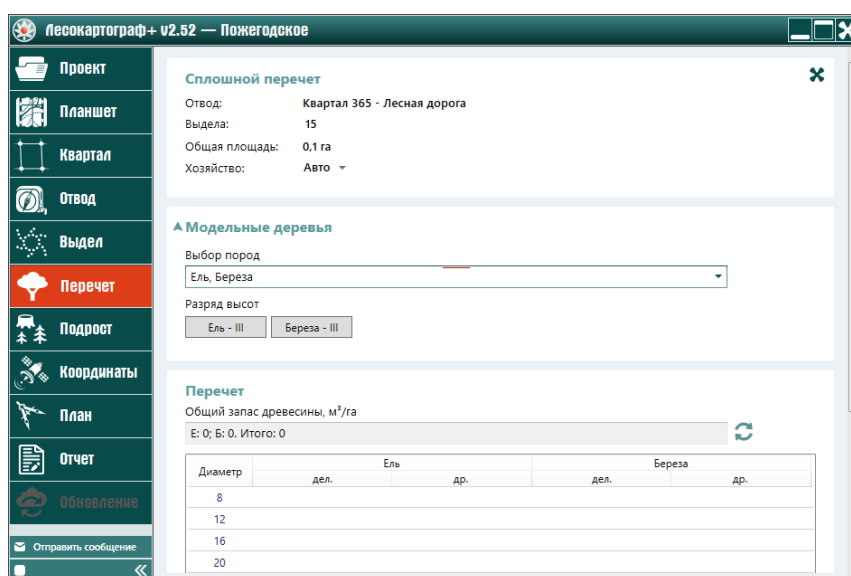 Лесокартограф+ v2.52 — Пожегодское
Проект
Планшет
Квартал
Отвод
Выдел
Перечет
Подрост
Координаты
План
Отчет
Обновление
Отправить сообщение
Сплошной перечет
Отвод: Квартал 365 - Лесная дорога
Выдела: 15
Общая площадь: 0,1 га
Хозяйство: Авто
Модельные деревья
Выбор пород
Ель, Береза
Разряд высот
Ель - III Береза - III
Перечет
Общий запас древесины, м³/га
Е: 0; Б: 0. Итого: 0
Диаметр Ель Береза
дел. др. дел. др.
8
12
16
20